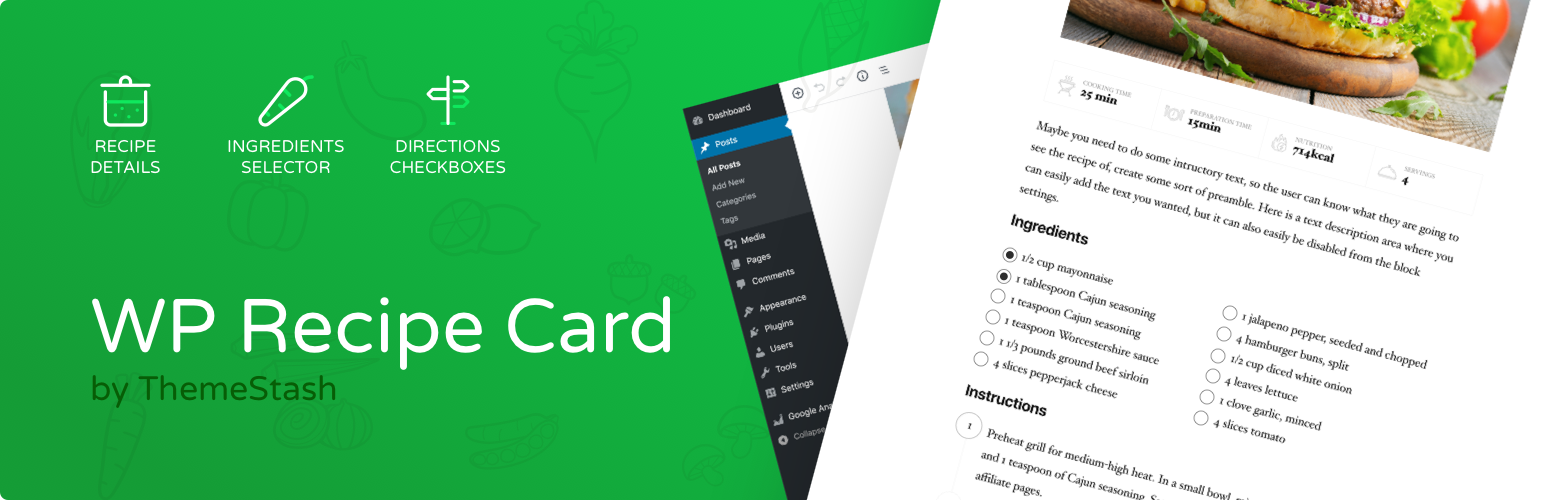 RECIPE
DETAILS
INGREDIENTS
SELECTOR
DIRECTIONS
CHECKBOXES
WP Recipe Card
by ThemeStash
Dashboard
Posts
All Posts
Add New
Categories
Tags
Media
Pages
Comments
Appearance
Plugins
Users
Tools
Settings
Google Ana
Collapse
COOKING TIME
25 min
PREPARATION TIME
15min
NUTRITION
714kcal
SERVINGS
4
Maybe you need to do some intructory text, so the user can know what they are going to
see the recipe of, create some sort of preamble. Here is a text description area where you
can easily add the text you wanted, but it can also easily be disabled from the block
settings.
Ingredients
1/2 cup mayonnaise
1 tablespoon Cajun seasoning
1 teaspoon Cajun seasoning
1 teaspoon Worcestershire sauce
1 1/3 pounds ground beef sirloin
4 slices pepperjack cheese
1 jalapeno pepper, seeded and chopped
4 hamburger buns, split
1/2 cup diced white onion
4 leaves lettuce
1 clove garlic, minced
4 slices tomato
Instructions
1
Preheat grill for medium-high heat. In a small bowl,
and 1 teaspoon of Cajun seasoning.
affiliate pages.